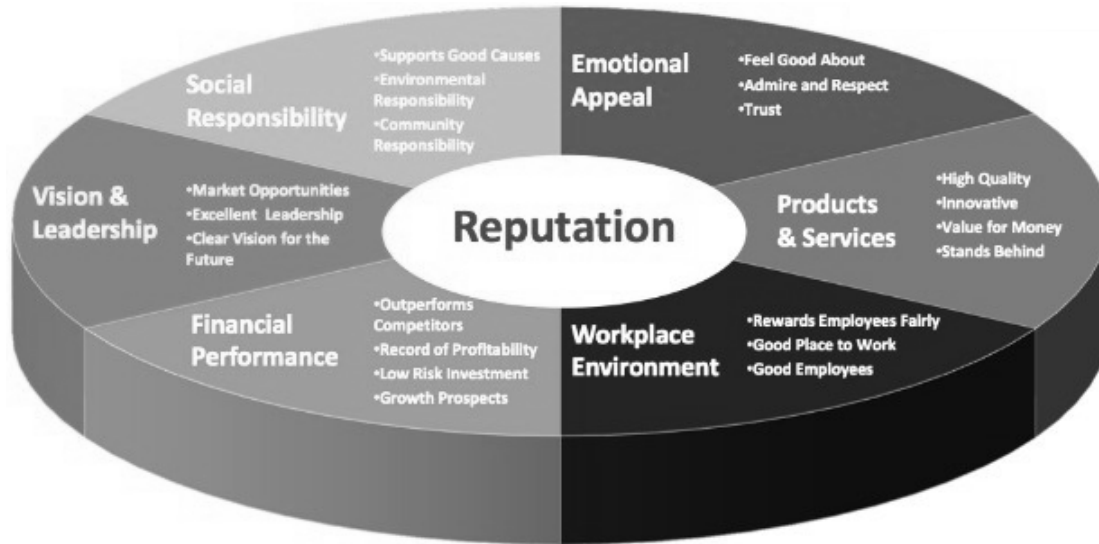 Social
Responsibility
•Supports Good Causes
•Environmental
Responsibility
•Community
Responsibility
Emotional
Appeal
•Feel Good About
•Admire and Respect
•Trust
Vision &
Leadership
•Market Opportunities
•Excellent Leadership
•Clear Vision for the
Future
Reputation
Products
& Services
•High Quality
•Innovative
•Value for Money
•Stands Behind
Financial
Performance
•Outperforms
Competitors
•Record of Profitability
•Low Risk Investment
•Growth Prospects
Workplace
Environment
•Rewards Employees Fairly
•Good Place to Work
•Good Employees